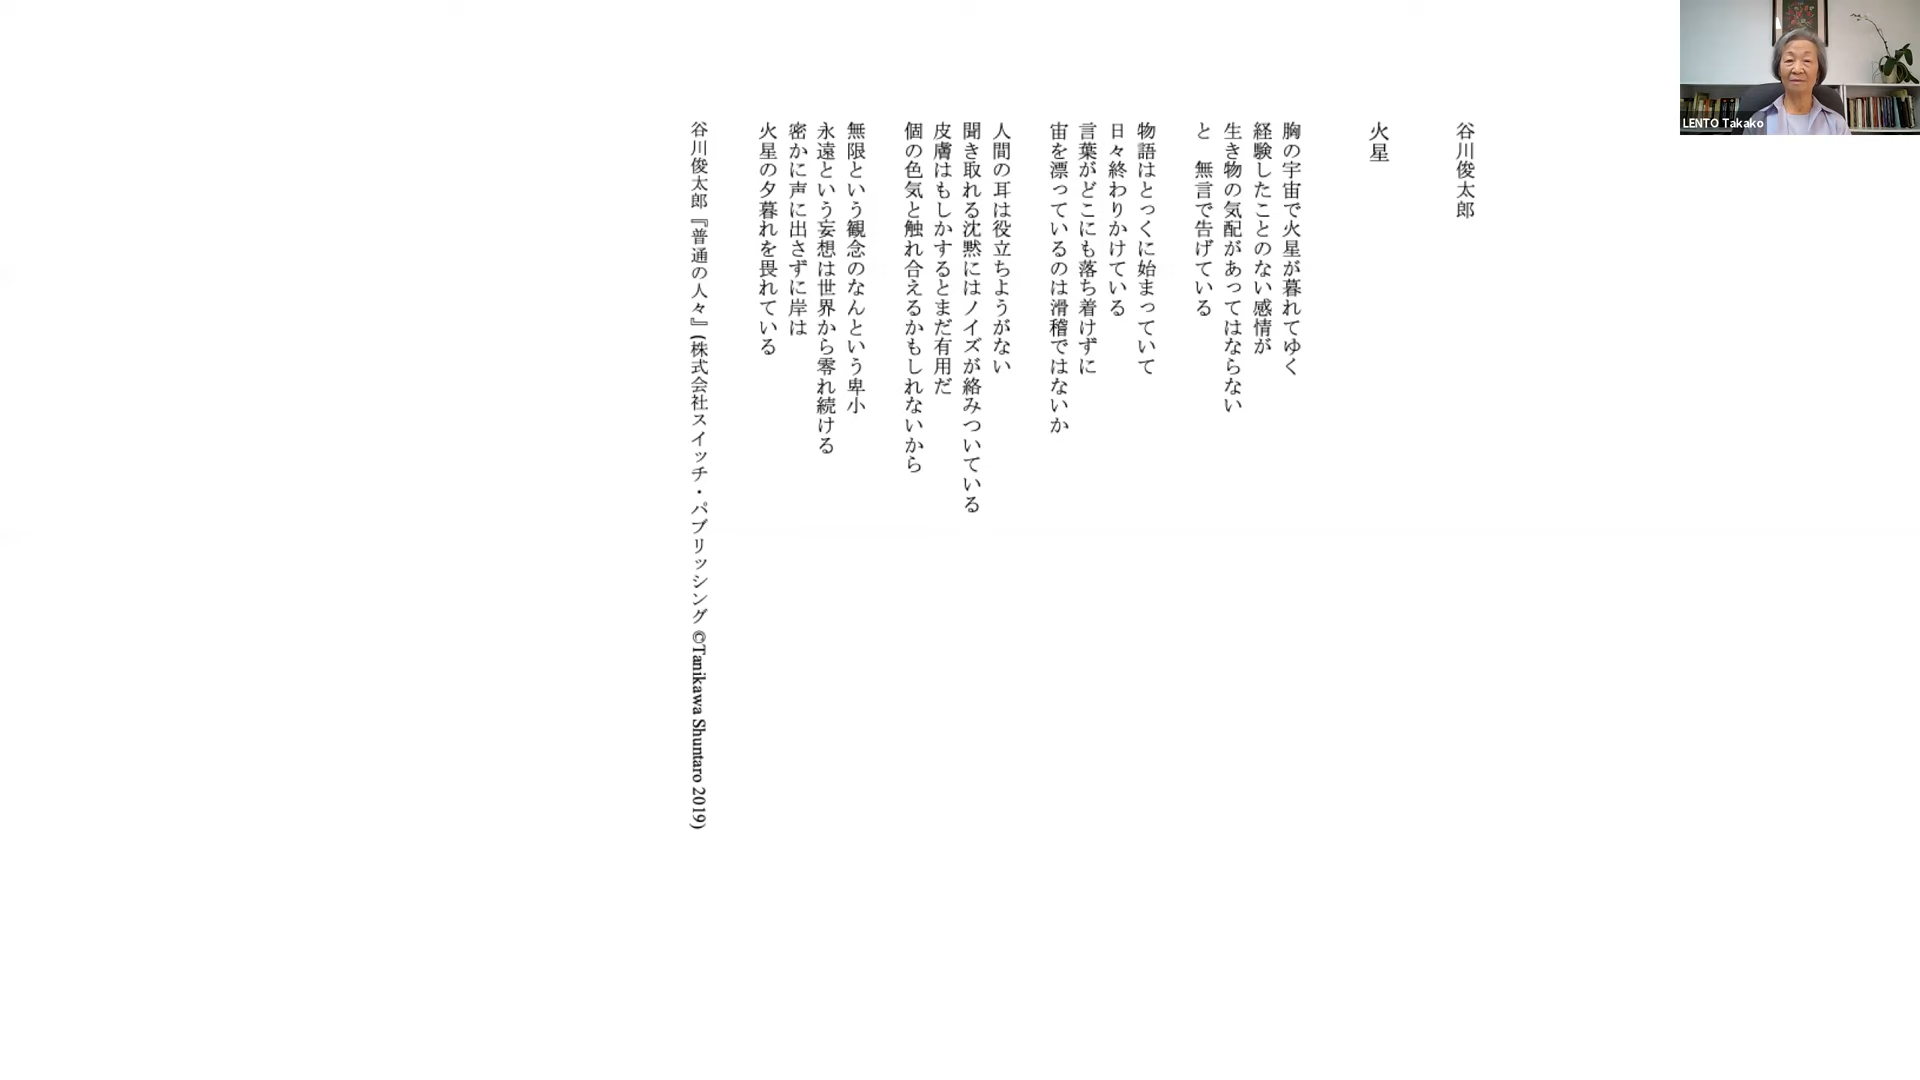 谷川俊太郎
火星
胸の宇宙で火星が暮れてゆく
経験したことのない感情が
生き物の気配があってはならない
と　無言で告げている
物語はとっくに始まっていて
日々終わりかけている
言葉がどこにも落ち着けずに
宙を漂っているのは滑稽ではないか
人間の耳は役立ちようがない
聞き取れる沈黙にはノイズが絡みついている
皮膚はもしかするとまだ有用だ
個の色気と触れ合えるかもしれないから
無限という観念のなんという卑小
永遠という妄想は世界から零れ続ける
密かに声に出さずに岸は
火星の夕暮れを畏れている
谷川俊太郎『普通の人々』(株式会社スイッチ・パブリッシング ©Tanikawa Shuntaro 2019)
LENTO Takako